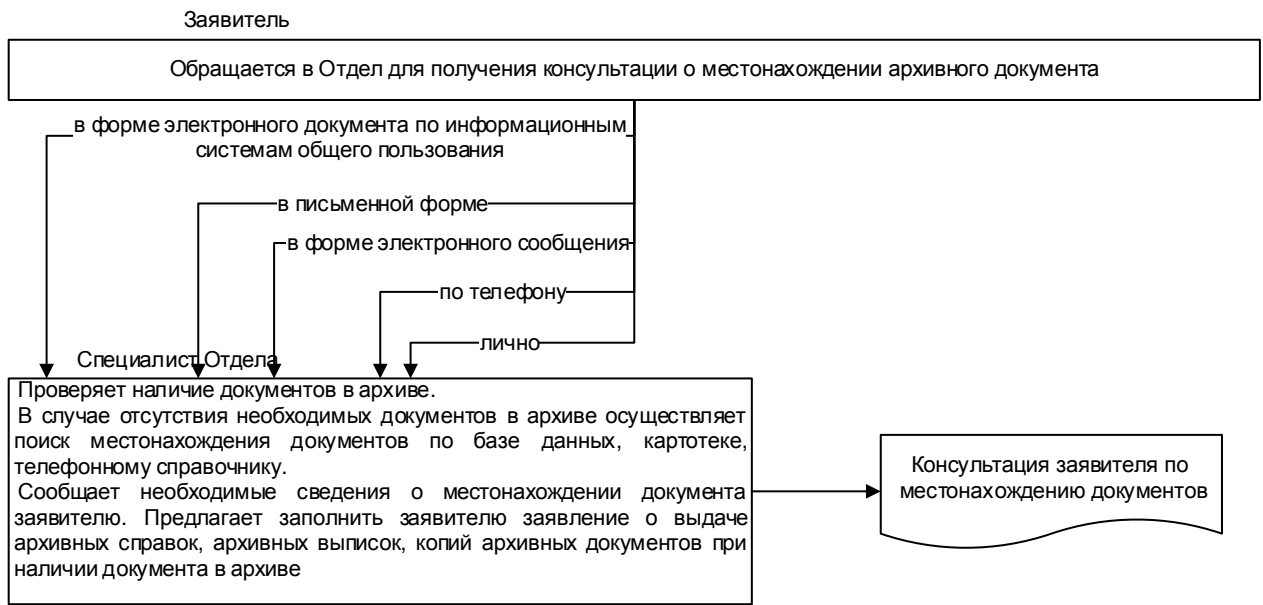 Заявитель
Обращается в Отдел для получения консультации о местонахождении архивного документа
в форме электронного документа по информационным
системам общего пользования
в письменной форме
в форме электронного сообщения
по телефону
лично
Специалист Отдела
Проверяет наличие документов в архиве.
В случае отсутствия необходимых документов в архиве осуществляет
поиск местонахождения документов по базе данных, картотеке,
телефонному справочнику.
Сообщает необходимые сведения о местонахождении документа
заявителю. Предлагает заполнить заявителю заявление о выдаче
архивных справок, архивных выписок, копий архивных документов при
наличии документа в архиве
Консультация заявителя по
местонахождению документов